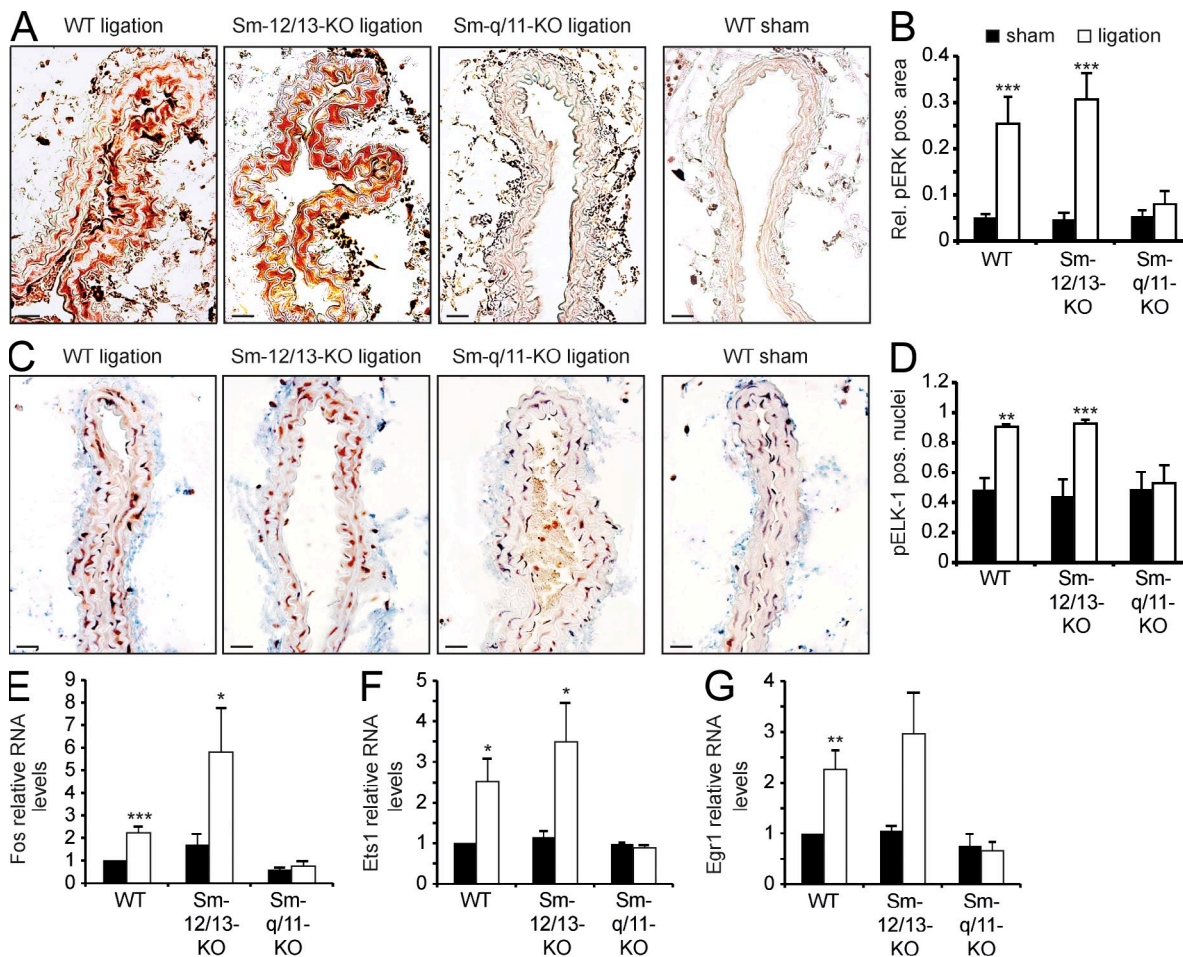 A
WT ligation
Sm-12/13-KO ligation
Sm-q/11-KO ligation
WT sham
B
sham
ligation
Rel. pERK pos. area
0.4
0.3
0.2
0.1
0
***
***
WT
Sm-
12/13-
KO
Sm-
q/11-
KO
C
WT ligation
Sm-12/13-KO ligation
Sm-q/11-KO ligation
WT sham
D
pELK-1 pos. nuclei
1.2
1
0.8
0.6
0.4
0.2
0
**
***
WT
Sm-
12/13-
KO
Sm-
q/11-
KO
E
Fos relative RNA
levels
9
8
7
6
5
4
3
2
1
0
***
*
WT
Sm-
12/13-
KO
Sm-
q/11-
KO
F
Ets1 relative RNA
levels
5
4
3
2
1
0
*
*
WT
Sm-
12/13-
KO
Sm-
q/11-
KO
G
Egr1 relative RNA
levels
4
3
2
1
0
**
WT
Sm-
12/13-
KO
Sm-
q/11-
KO